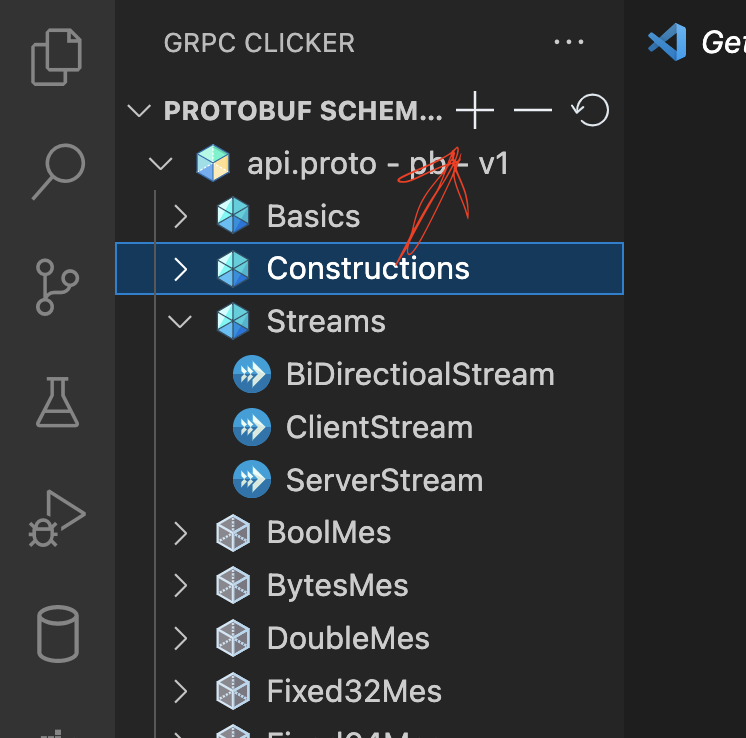 GRPC CLICKER
Get
PROTOBUF SCHEM...
api.proto - pb - v1
Basics
Constructions
Streams
BiDirectioalStream
ClientStream
ServerStream
BoolMes
BytesMes
DoubleMes
Fixed32Mes